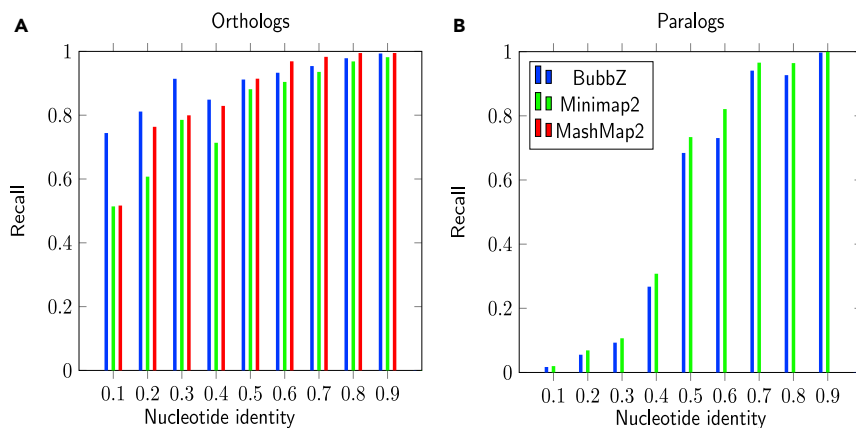 A
Orthologs
1
0.8
0.6
0.4
0.2
0
Recall
0.1 0.2 0.3 0.4 0.5 0.6 0.7 0.8 0.9
Nucleotide identity
B
Paralogs
1
0.8
0.6
0.4
0.2
0
Recall
BubbZ
Minimap2
MashMap2
0.1 0.2 0.3 0.4 0.5 0.6 0.7 0.8 0.9
Nucleotide identity